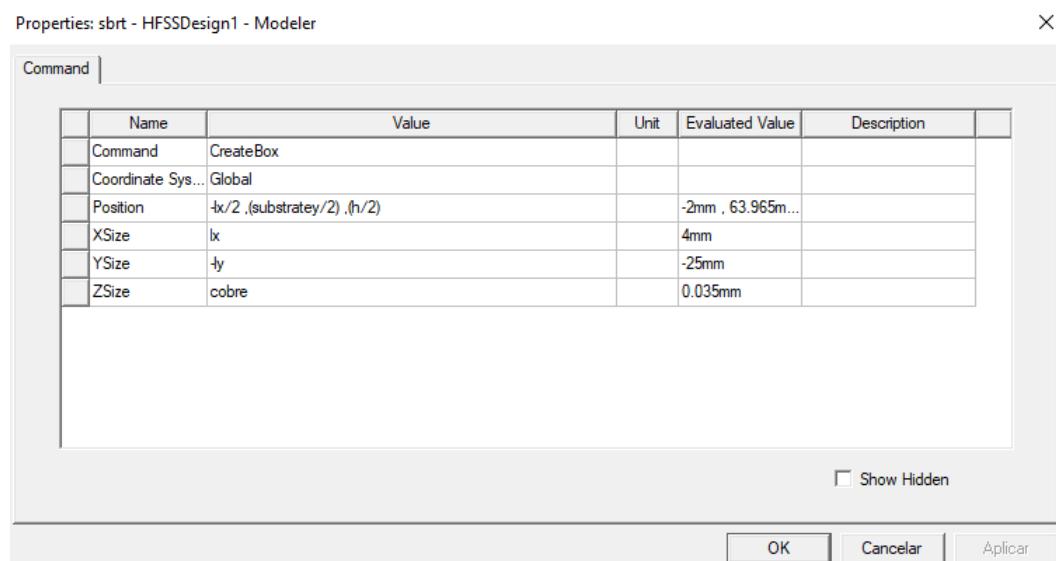 Properties: sbrt - HFSSDesign1 - Modeler
Command
Name Value Unit Evaluated Value Description
Command CreateBox
Coordinate Sys... Global
Position -lx/2 ,(substratey/2) ,(h/2) -2mm , 63.965m...
XSize lx 4mm
YSize -ly -25mm
ZSize cobre 0.035mm
Show Hidden
OK Cancelar Aplicar